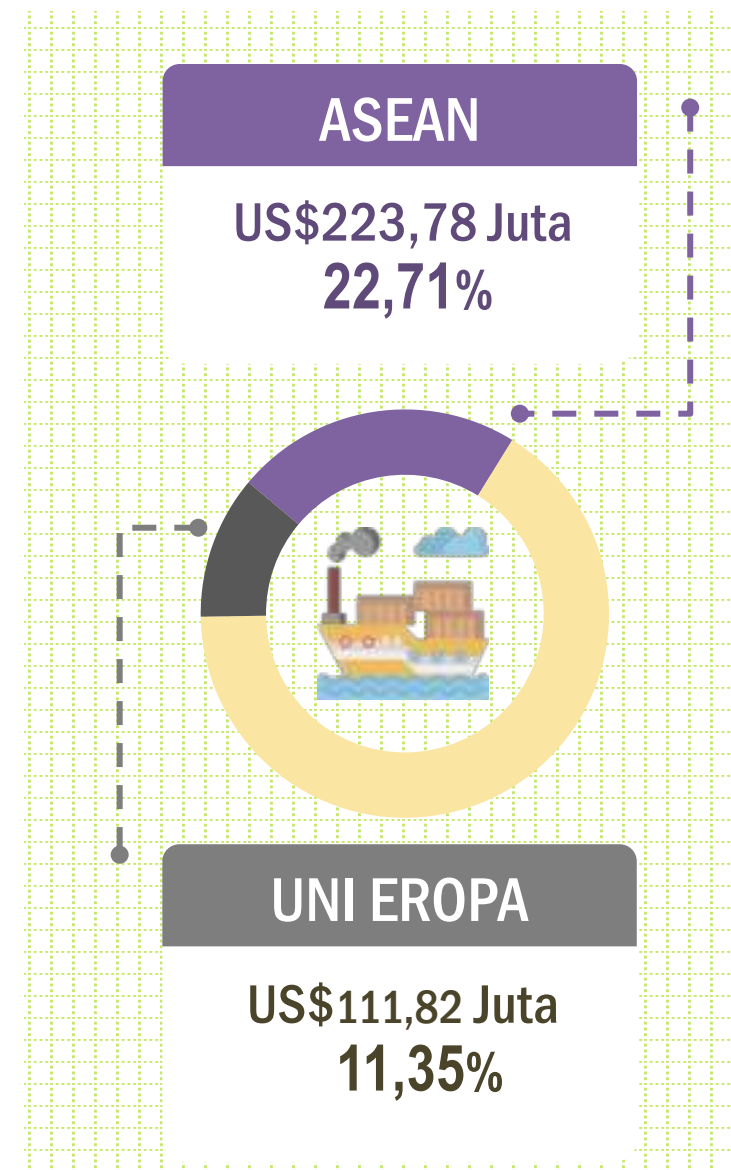 ASEAN
US$223,78 Juta
22,71%
UNI EROPA
US$111,82 Juta
11,35%